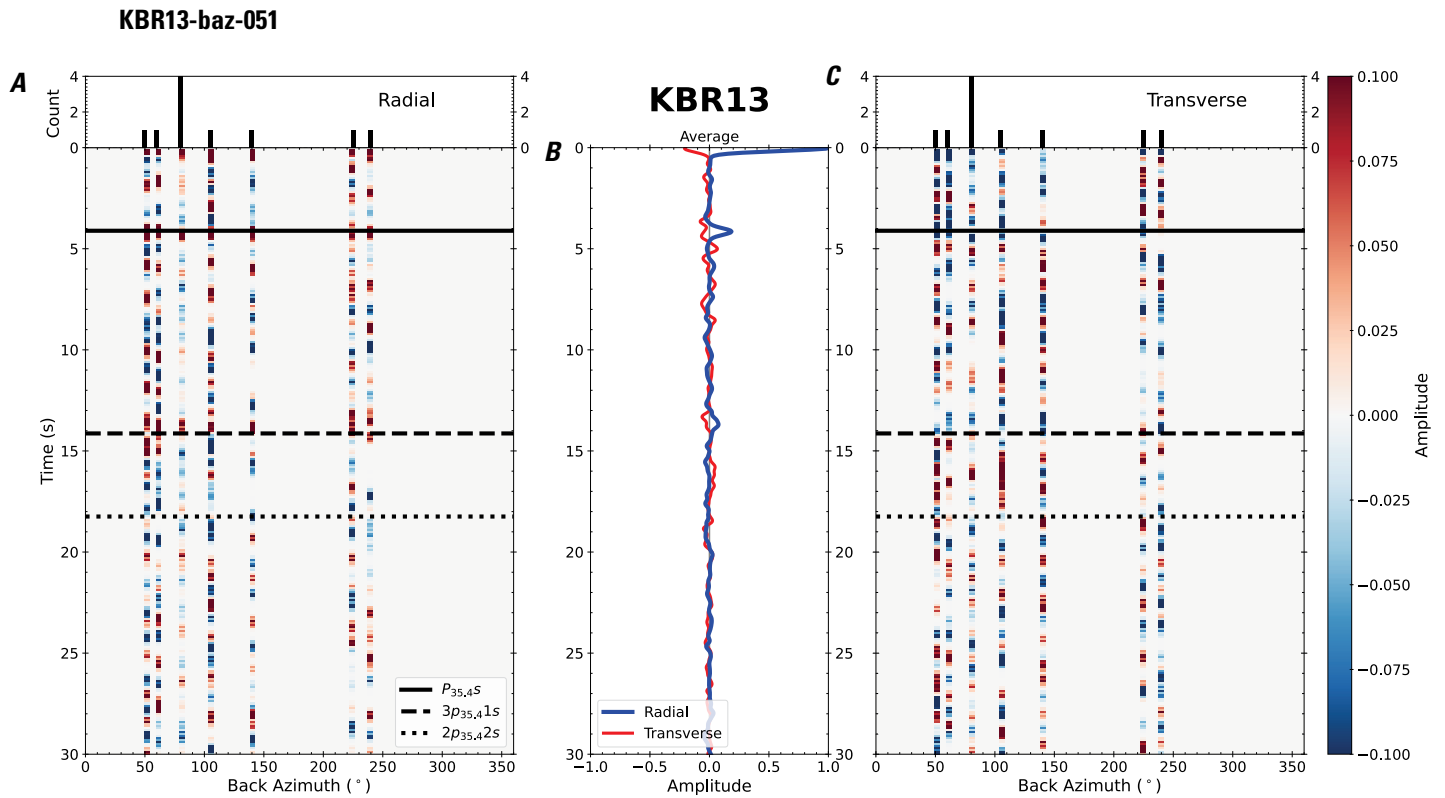 KBR13-baz-051
A
4
2
0
Count
Radial
4
2
0
KBR13
Average
B
C
4
2
0
Transverse
4
2
0
0
5
10
15
20
25
30
Time (s)
P35.4s
3p35.41s
2p35.42s
0 50 100 150 200 250 300 350
Back Azimuth (°)
0
5
10
15
20
25
30
Radial
Transverse
−1.0 −0.5 0.0 0.5 1.0
Amplitude
0
5
10
15
20
25
30
0 50 100 150 200 250 300 350
Back Azimuth (°)
0.100
0.075
0.050
0.025
0.000
−0.025
−0.050
−0.075
−0.100
Amplitude